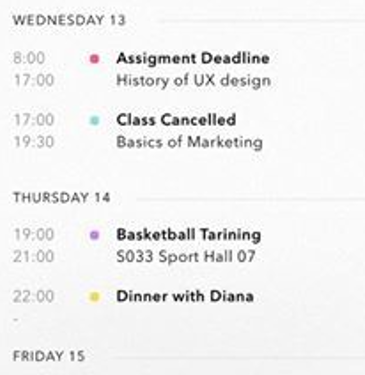 WEDNESDAY 13
8:00 Assigment Deadline
17:00 History of UX design
17:00 Class Cancelled
19:30 Basics of Marketing
THURSDAY 14
19:00 Basketball Tarining
21:00 S033 Sport Hall 07
22:00 Dinner with Diana
-
FRIDAY 15